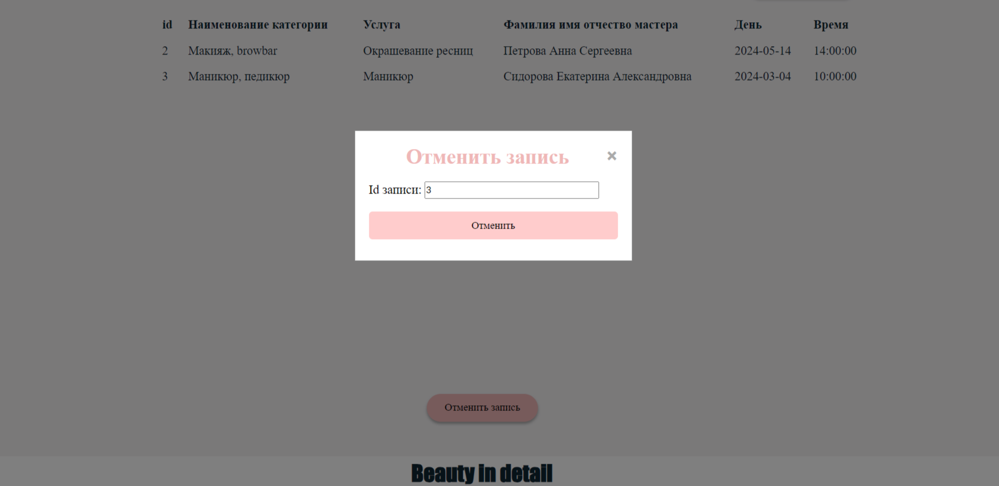 id Наименование категории Услуга Фамилия имя отчество мастера День Время
2 Макияж, browbar Окрашевание ресниц Петрова Анна Сергеевна 2024-05-14 14:00:00
3 Маникюр, педикюр Маникюр Сидорова Екатерина Александровна 2024-03-04 10:00:00
Отменить запись ×
Id записи: 3
Отменить
Отменить запись
Beauty in detail